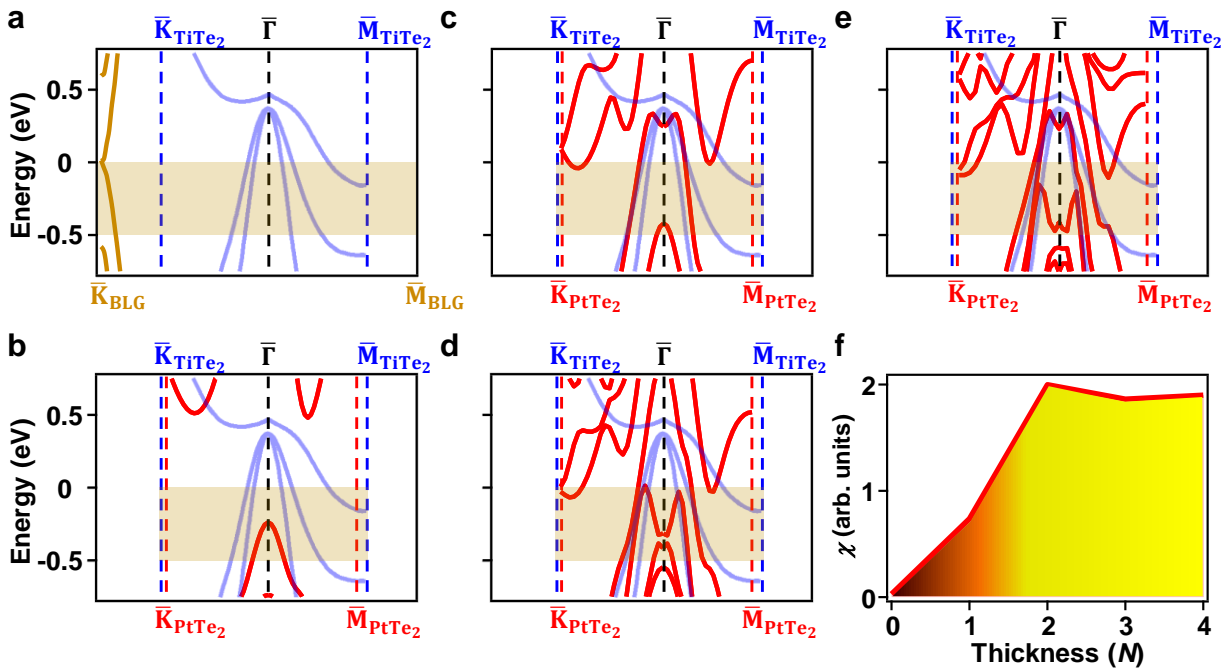 a
K̅TiTe₂ Γ̅ M̅TiTe₂
Energy (eV)
0.5
0
-0.5
K̅BLG M̅BLG
b
K̅TiTe₂ Γ̅ M̅TiTe₂
Energy (eV)
0.5
0
-0.5
K̅PtTe₂ M̅PtTe₂
c
K̅TiTe₂ Γ̅ M̅TiTe₂
K̅PtTe₂ M̅PtTe₂
d
K̅TiTe₂ Γ̅ M̅TiTe₂
K̅PtTe₂ M̅PtTe₂
e
K̅TiTe₂ Γ̅ M̅TiTe₂
K̅PtTe₂ M̅PtTe₂
f
χ (arb. units)
2
1
0
0 1 2 3 4
Thickness (N)